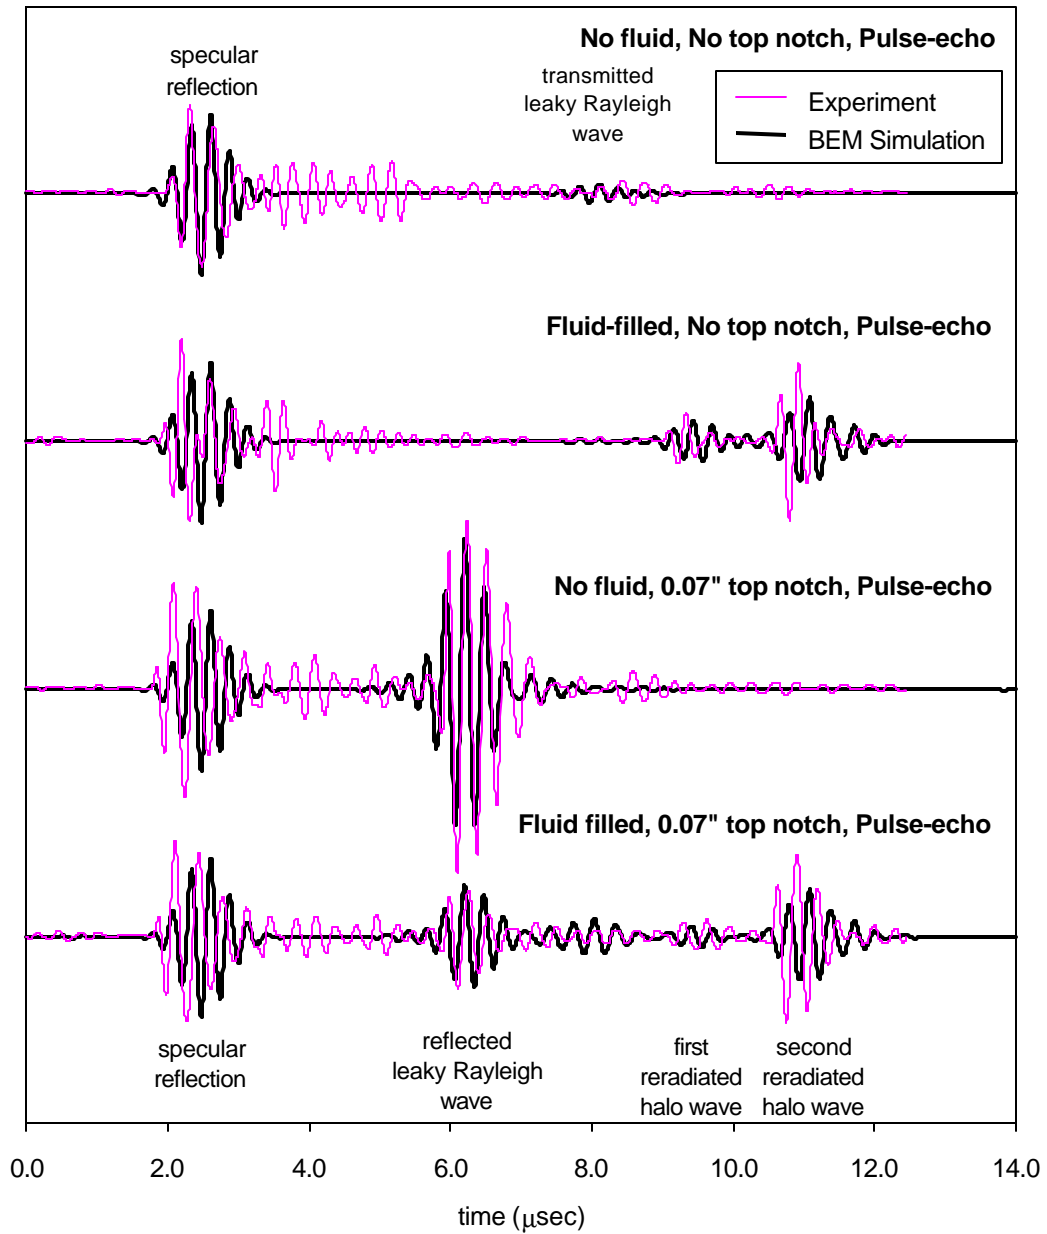 No fluid, No top notch, Pulse-echo
specular
reflection
transmitted
leaky Rayleigh
wave
Experiment
BEM Simulation
Fluid-filled, No top notch, Pulse-echo
No fluid, 0.07" top notch, Pulse-echo
Fluid filled, 0.07" top notch, Pulse-echo
specular
reflection
reflected
leaky Rayleigh
wave
first
reradiated
halo wave
second
reradiated
halo wave
0.0 2.0 4.0 6.0 8.0 10.0 12.0 14.0
time (μsec)